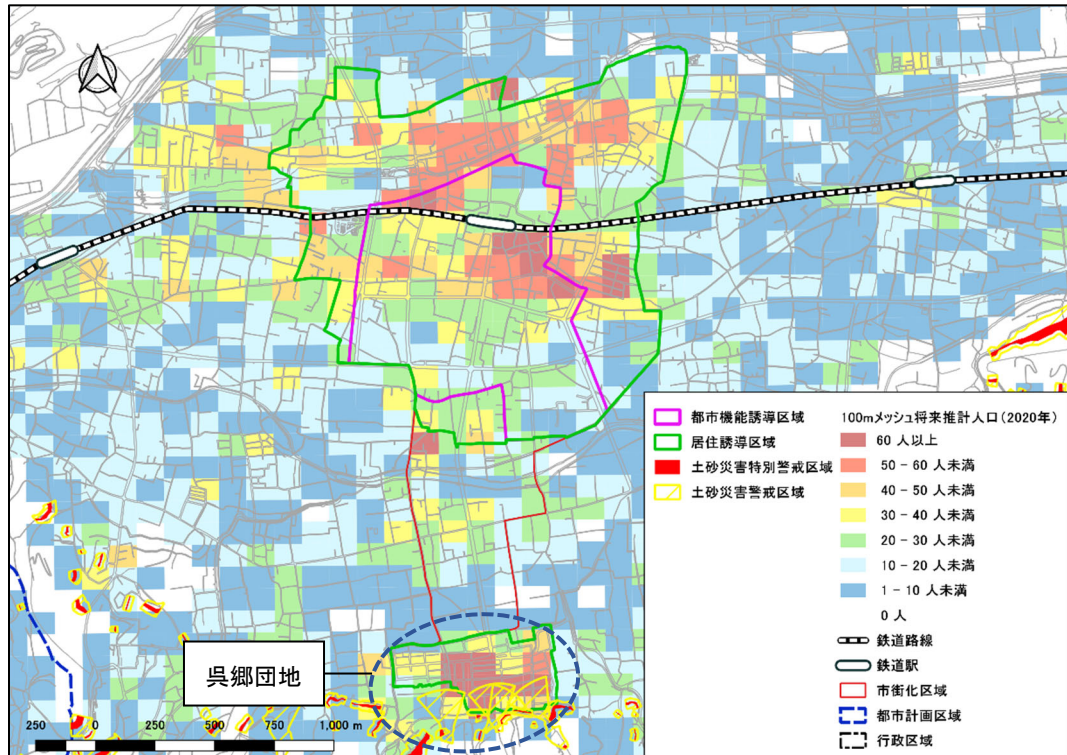 都市機能誘導区域
居住誘導区域
土砂災害特別警戒区域
土砂災害警戒区域
100mメッシュ将来推計人口(2020年)
60 人以上
50 - 60 人未満
40 - 50 人未満
30 - 40 人未満
20 - 30 人未満
10 - 20 人未満
1 - 10 人未満
0 人
鉄道路線
鉄道駅
市街化区域
都市計画区域
行政区域
呉郷団地
250 0 250 500 750 1,000 m